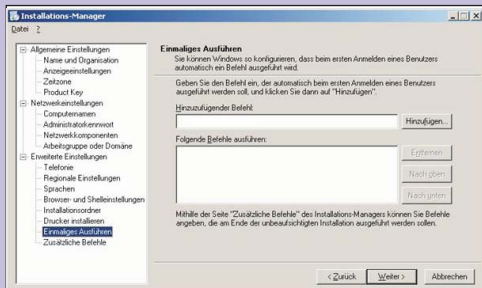 Installations-Manager
Datei ?
Allgemeine Einstellungen
Name und Organisation
Anzeigeeinstellungen
Zeitzone
Product Key
Netzwerkeinstellungen
Computernamen
Administratorkennwort
Netzwerkkomponenten
Arbeitsgruppe oder Domäne
Erweiterte Einstellungen
Telefonie
Regionale Einstellungen
Sprachen
Browser- und Shelleinstellungen
Installationsordner
Drucker installieren
Einmaliges Ausführen
Zusätzliche Befehle
Einmaliges Ausführen
Sie können Windows so konfigurieren, dass beim ersten Anmelden eines Benutzers
automatisch ein Befehl ausgeführt wird.
Geben Sie den Befehl ein, der automatisch beim ersten Anmelden eines Benutzers
ausgeführt werden soll, und klicken Sie dann auf "Hinzufügen".
Hinzuzufügender Befehl:
Hinzufügen...
Folgende Befehle ausführen:
Entfernen
Nach oben
Nach unten
Mithilfe der Seite "Zusätzliche Befehle" des Installations-Managers können Sie Befehle
angeben, die am Ende der unbeaufsichtigten Installation ausgeführt werden sollen.
< Zurück
Weiter >
Abbrechen